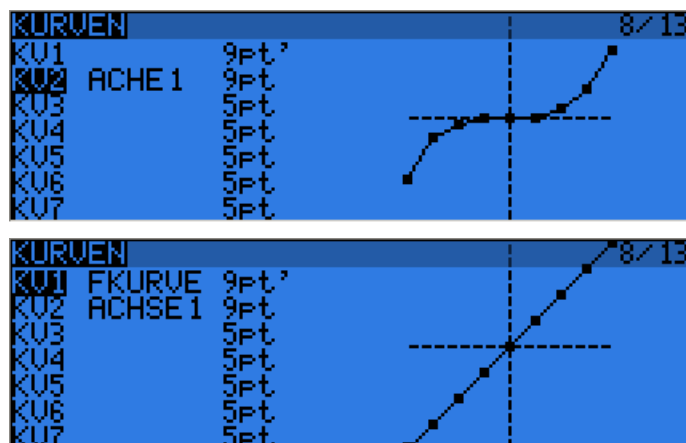 KURVEN 8/13
KV1 9pt'
KV2 ACHE1 9pt
KV3 5pt
KV4 5pt
KV5 5pt
KV6 5pt
KV7 5pt
KURVEN 8/13
KV1 FKURVE 9pt'
KV2 ACHSE1 9pt
KV3 5pt
KV4 5pt
KV5 5pt
KV6 5pt
KV7 5pt